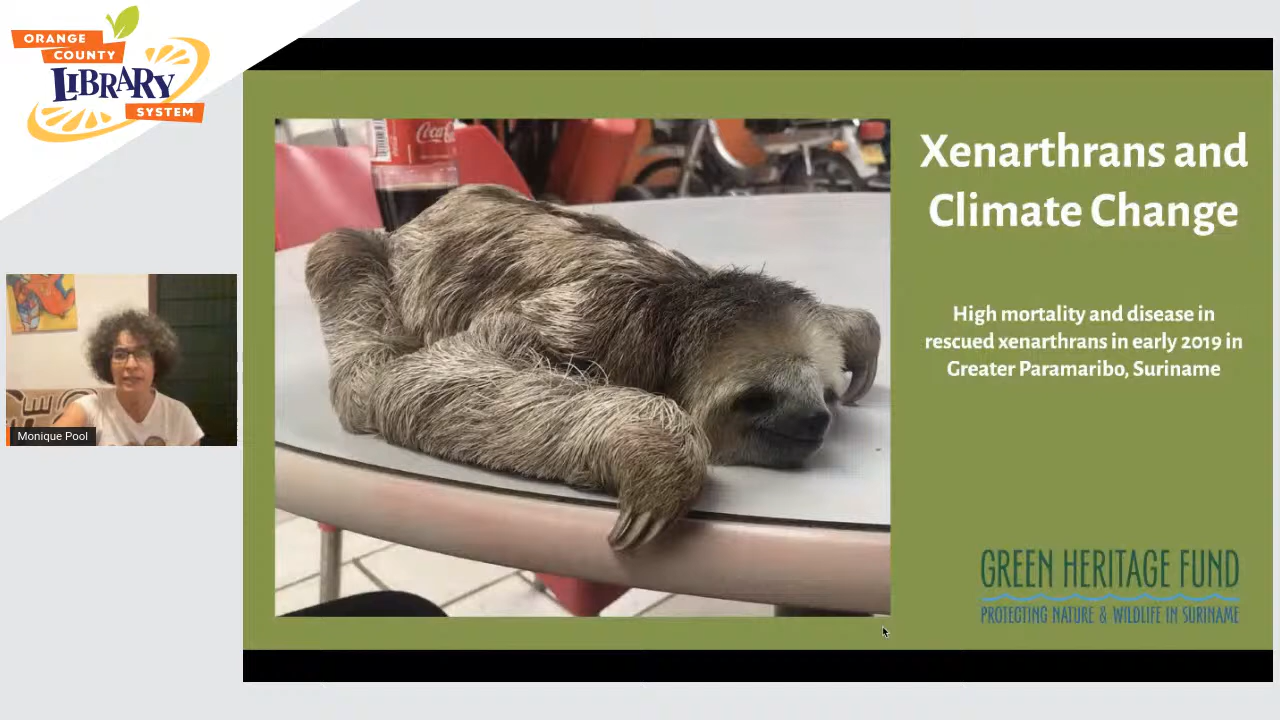 ORANGE
COUNTY
LIBRARY
SYSTEM
Coca
Xenarthrans and
Climate Change
High mortality and disease in
rescued xenarthrans in early 2019 in
Greater Paramaribo, Suriname
Monique Pool
GREEN HERITAGE FUND
PROTECTING NATURE & WILDLIFE IN SURINAME